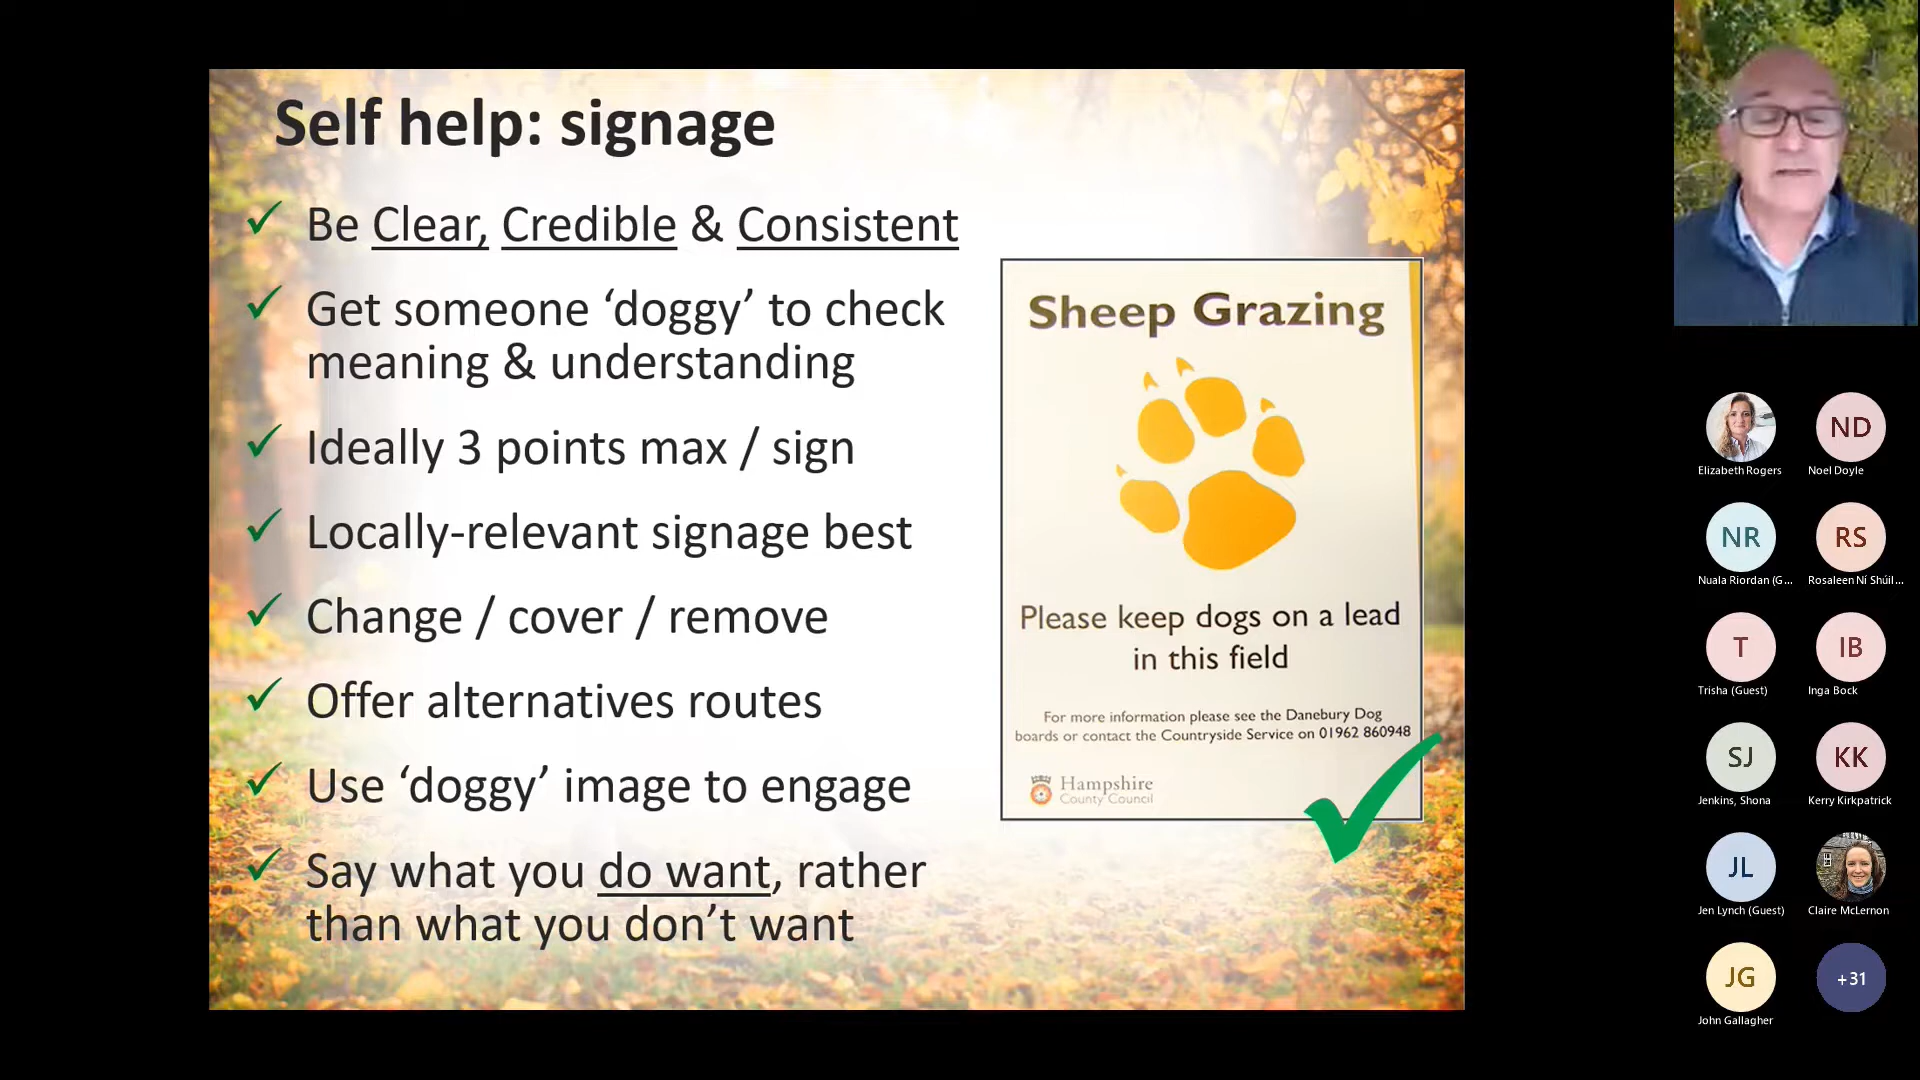 Self help: signage
✓ Be Clear, Credible & Consistent
✓ Get someone ‘doggy’ to check
meaning & understanding
✓ Ideally 3 points max / sign
✓ Locally-relevant signage best
✓ Change / cover / remove
✓ Offer alternatives routes
✓ Use ‘doggy’ image to engage
✓ Say what you do want, rather
than what you don’t want
Sheep Grazing
Please keep dogs on a lead
in this field
For more information please see the Danebury Dog
boards or contact the Countryside Service on 01962 860948
Hampshire
County Council
Elizabeth Rogers
ND
Noel Doyle
NR
Nuala Riordan (G...
RS
Rosaleen Ní Shúil...
T
Trisha (Guest)
IB
Inga Bock
SJ
Jenkins, Shona
KK
Kerry Kirkpatrick
JL
Jen Lynch (Guest)
Claire McLernon
JG
John Gallagher
+31